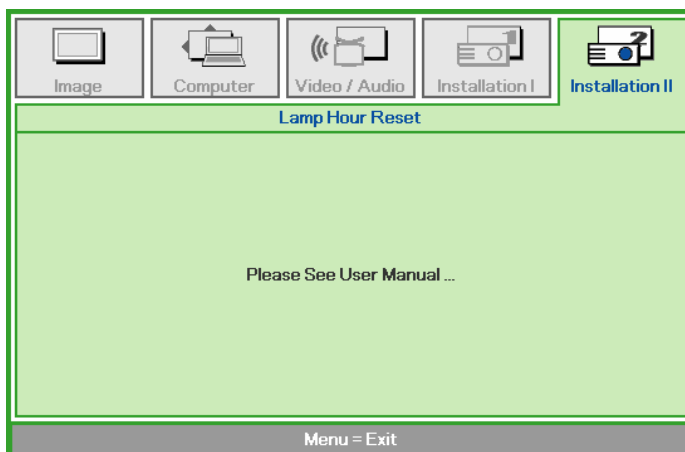 Image
Computer
Video / Audio
Installation I
Installation II
Lamp Hour Reset
Please See User Manual ...
Menu = Exit